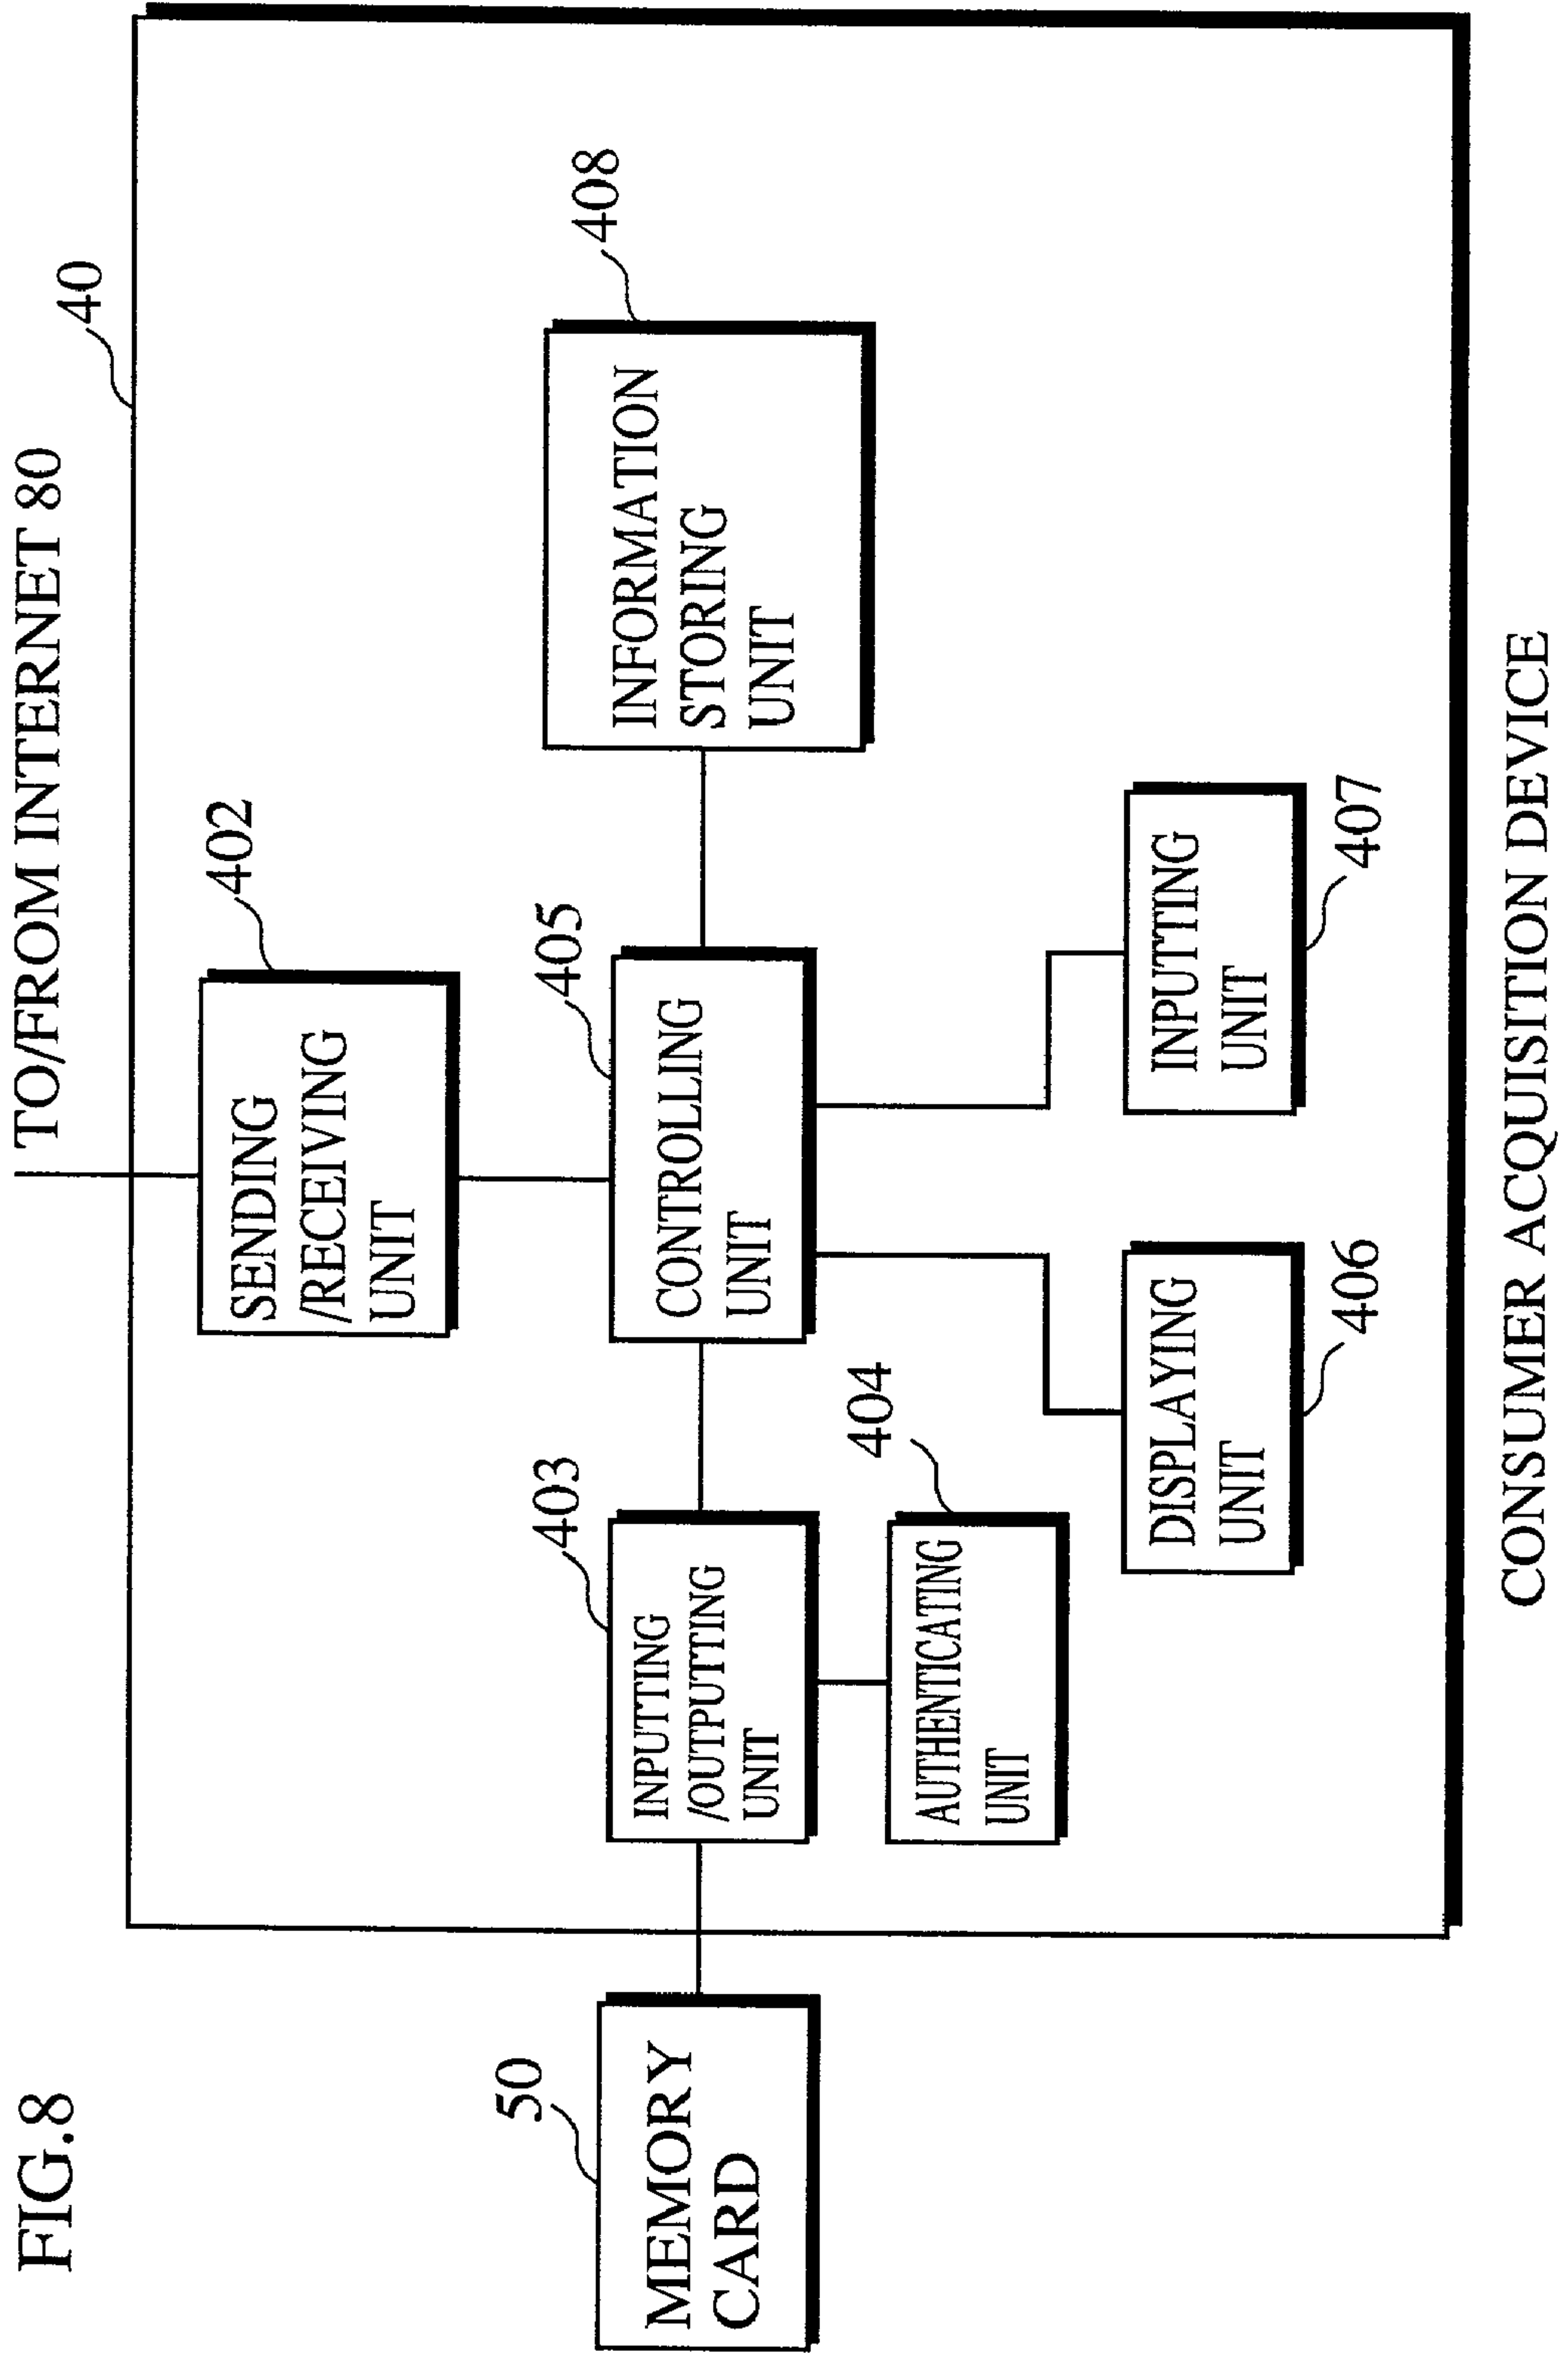 FIG.8
TO/FROM INTERNET 80
40
402
SENDING
/RECEIVING
UNIT
50
MEMORY
CARD
403
INPUTTING
/OUTPUTTING
UNIT
405
CONTROLLING
UNIT
408
INFORMATION
STORING
UNIT
404
AUTHENTICATING
UNIT
DISPLAYING
UNIT
406
INPUTTING
UNIT
407
CONSUMER ACQUISITION DEVICE